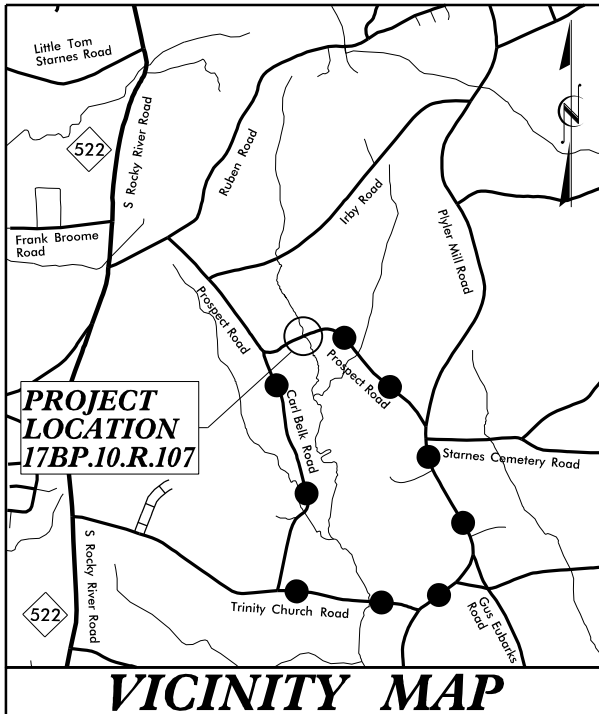 Little Tom
Starnes Road
522
S Rocky River Road
Ruben Road
N
Irby Road
Plyler Mill Road
Frank Broome
Road
Prospect Road
Prospect Road
PROJECT
LOCATION
17BP.10.R.107
Carl Belk Road
Starnes Cemetery Road
S Rocky River Road
522
Trinity Church Road
Gus Eubarks
Road
VICINITY MAP